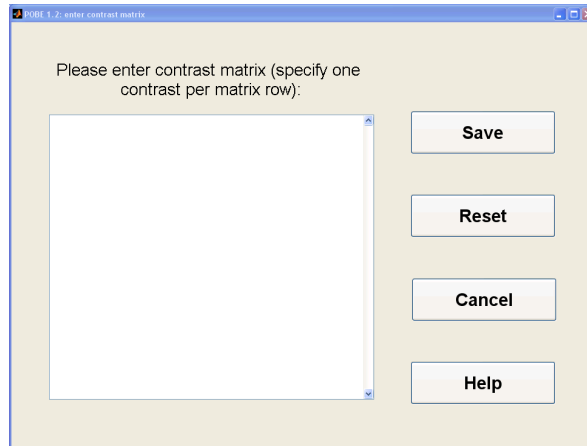 POBE 1.2: enter contrast matrix
Please enter contrast matrix (specify one
contrast per matrix row):
Save
Reset
Cancel
Help